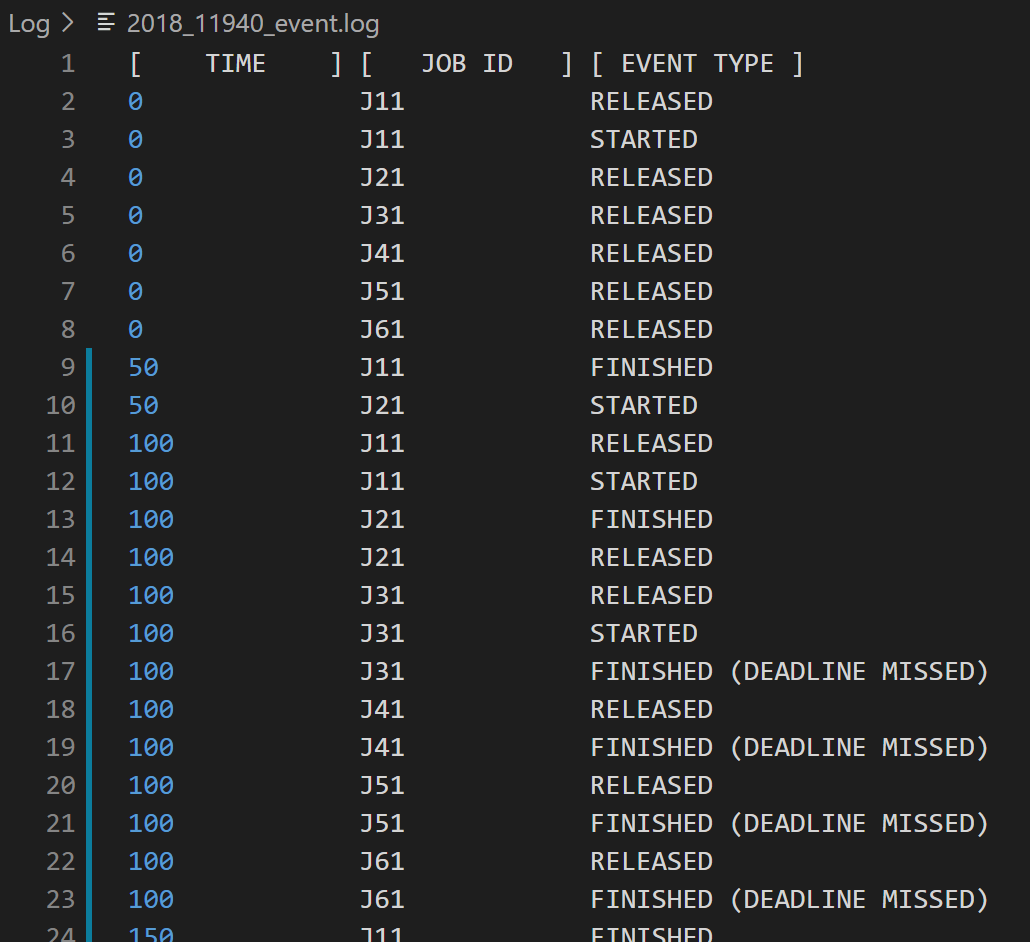 Log > 2018_11940_event.log
1 [ TIME ] [ JOB ID ] [ EVENT TYPE ]
2 0 J11 RELEASED
3 0 J11 STARTED
4 0 J21 RELEASED
5 0 J31 RELEASED
6 0 J41 RELEASED
7 0 J51 RELEASED
8 0 J61 RELEASED
9 50 J11 FINISHED
10 50 J21 STARTED
11 100 J11 RELEASED
12 100 J11 STARTED
13 100 J21 FINISHED
14 100 J21 RELEASED
15 100 J31 RELEASED
16 100 J31 STARTED
17 100 J31 FINISHED (DEADLINE MISSED)
18 100 J41 RELEASED
19 100 J41 FINISHED (DEADLINE MISSED)
20 100 J51 RELEASED
21 100 J51 FINISHED (DEADLINE MISSED)
22 100 J61 RELEASED
23 100 J61 FINISHED (DEADLINE MISSED)
24 150 J11 FINISHED